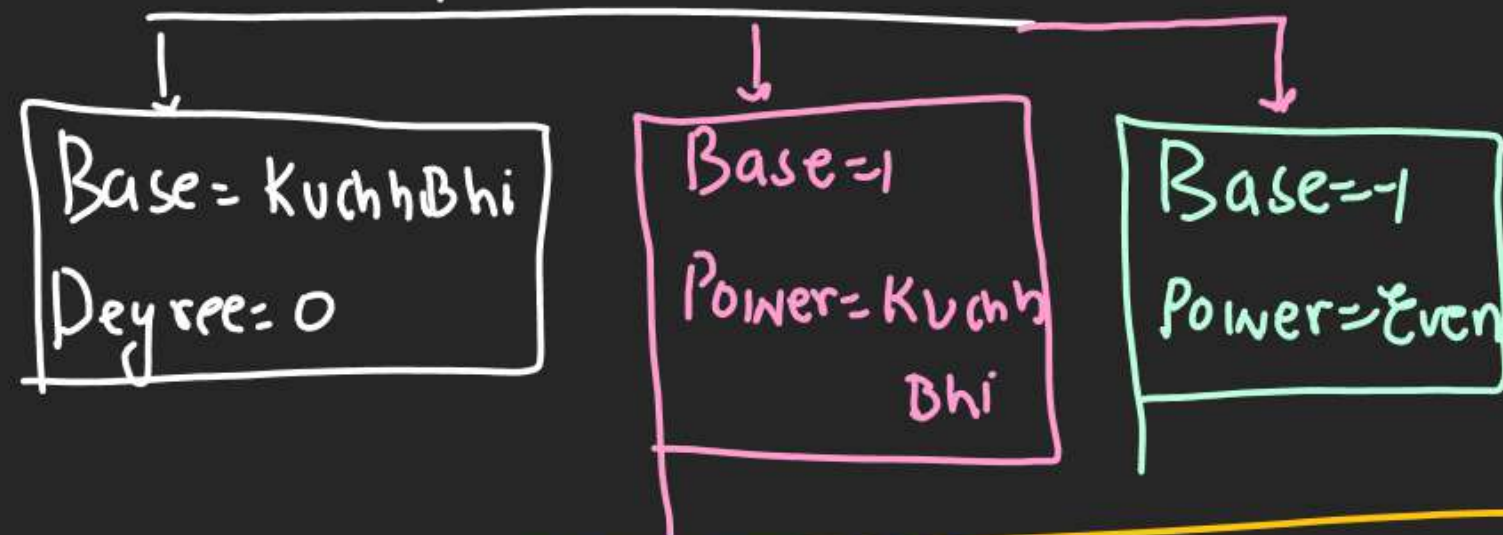 Base = KuchhBhi
Degree = 0
Base = 1
Power = Kuchh
Bhi
Base = -1
Power = Even